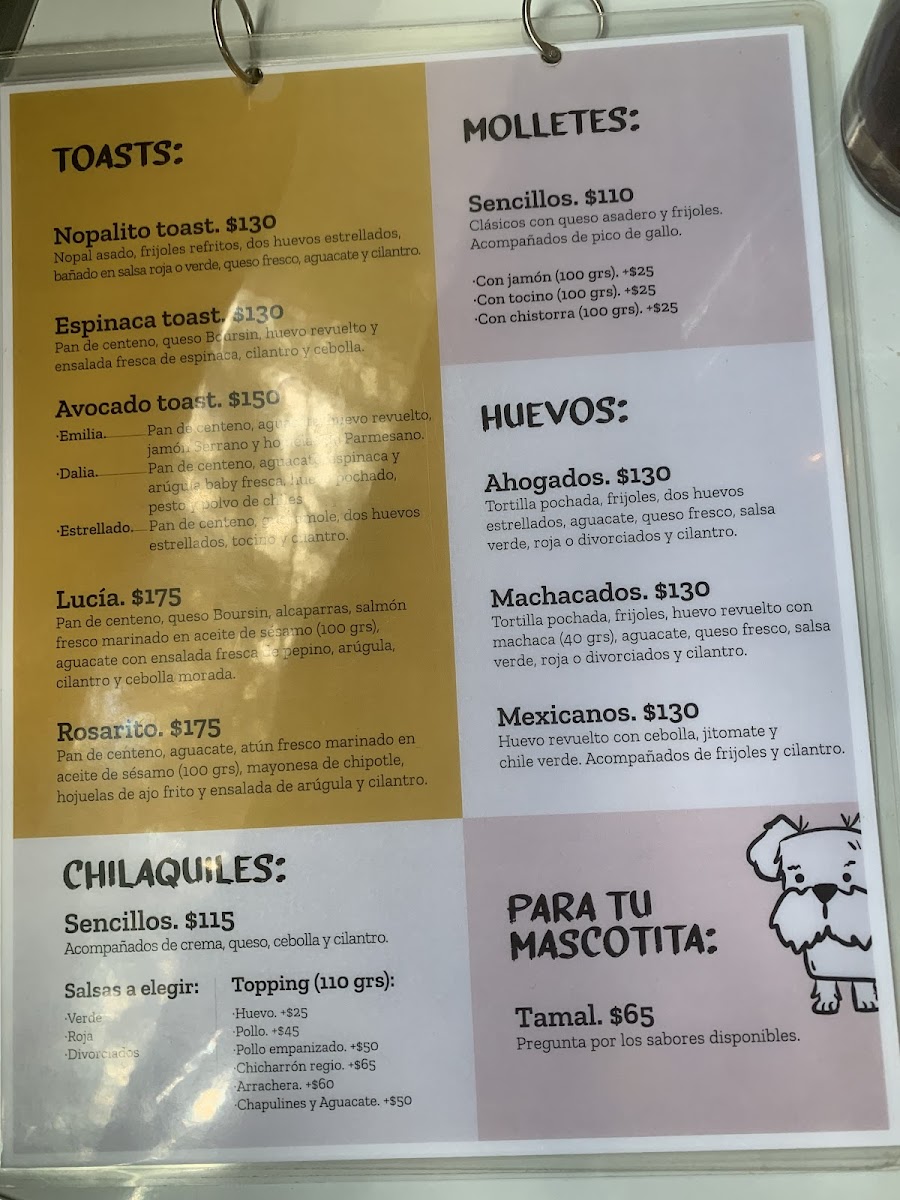 TOASTS:
Nopalito toast. $130
Nopal asado, frijoles refritos, dos huevos estrellados,
bañado en salsa roja o verde, queso fresco, aguacate y cilantro.
Espinaca toast. $130
Pan de centeno, queso Boursin, huevo revuelto y
ensalada fresca de espinaca, cilantro y cebolla.
Avocado toast. $150
·Emilia. Pan de centeno, huevo revuelto,
jamón Serrano y Parmesano.
·Dalia. Pan de centeno, aguacate, espinaca y
arúgula baby fresca, huevo pochado,
pesto y polvo de chiles.
·Estrellado. Pan de centeno, guacamole, dos huevos
estrellados, tocino y cilantro.
Lucía. $175
Pan de centeno, queso Boursin, alcaparras, salmón
fresco marinado en aceite de sésamo (100 grs),
aguacate con ensalada fresca de pepino, arúgula,
cilantro y cebolla morada.
Rosarito. $175
Pan de centeno, aguacate, atún fresco marinado en
aceite de sésamo (100 grs), mayonesa de chipotle,
hojuelas de ajo frito y ensalada de arúgula y cilantro.
CHILAQUILES:
Sencillos. $115
Acompañados de crema, queso, cebolla y cilantro.
Salsas a elegir:
·Verde
·Roja
·Divorciados
Topping (110 grs):
·Huevo. +$25
·Pollo. +$45
·Pollo empanizado. +$50
·Chicharrón regio. +$65
·Arrachera. +$60
·Chapulines y Aguacate. +$50
MOLLETES:
Sencillos. $110
Clásicos con queso asadero y frijoles.
Acompañados de pico de gallo.
·Con jamón (100 grs). +$25
·Con tocino (100 grs). +$25
·Con chistorra (100 grs). +$25
HUEVOS:
Ahogados. $130
Tortilla pochada, frijoles, dos huevos
estrellados, aguacate, queso fresco, salsa
verde, roja o divorciados y cilantro.
Machacados. $130
Tortilla pochada, frijoles, huevo revuelto con
machaca (40 grs), aguacate, queso fresco, salsa
verde, roja o divorciados y cilantro.
Mexicanos. $130
Huevo revuelto con cebolla, jitomate y
chile verde. Acompañados de frijoles y cilantro.
PARA TU
MASCOTITA:
Tamal. $65
Pregunta por los sabores disponibles.